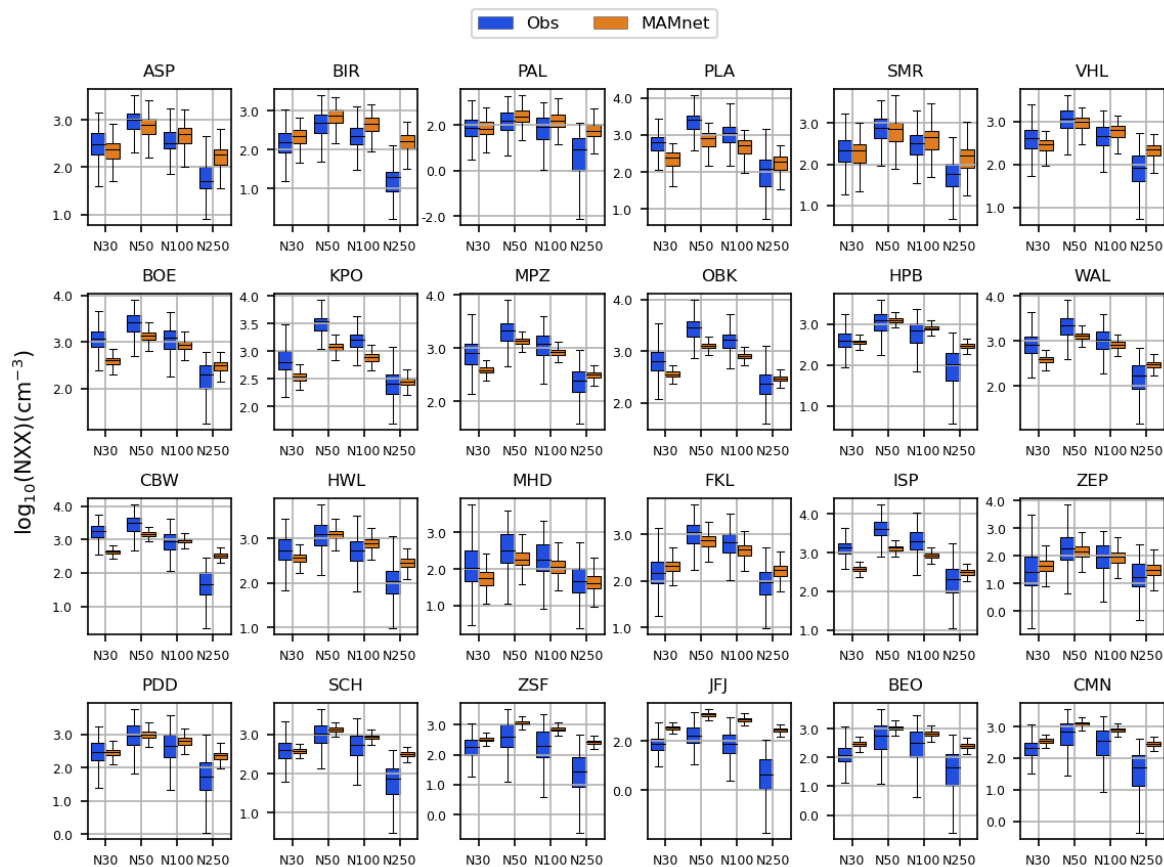 Obs MAMnet
log₁₀(NXX)(cm⁻³)
ASP BIR PAL PLA SMR VHL
3.0 2.0 1.0
3.0 2.0 1.0
2.0 0.0 -2.0
4.0 3.0 2.0 1.0
3.0 2.0 1.0
3.0 2.0 1.0
N30 N50 N100 N250 N30 N50 N100 N250 N30 N50 N100 N250 N30 N50 N100 N250 N30 N50 N100 N250 N30 N50 N100 N250
BOE KPO MPZ OBK HPB WAL
4.0 3.0 2.0
4.0 3.5 3.0 2.5 2.0
4.0 3.0 2.0
4.0 3.0 2.0
3.0 2.0 1.0
4.0 3.0 2.0
N30 N50 N100 N250 N30 N50 N100 N250 N30 N50 N100 N250 N30 N50 N100 N250 N30 N50 N100 N250 N30 N50 N100 N250
CBW HWL MHD FKL ISP ZEP
4.0 3.0 2.0 1.0
4.0 3.0 2.0 1.0
3.0 2.0 1.0
3.0 2.0 1.0
4.0 3.0 2.0 1.0
4.0 3.0 2.0 1.0 0.0
N30 N50 N100 N250 N30 N50 N100 N250 N30 N50 N100 N250 N30 N50 N100 N250 N30 N50 N100 N250 N30 N50 N100 N250
PDD SCH ZSF JFJ BEO CMN
3.0 2.0 1.0 0.0
3.0 2.0 1.0
3.0 2.0 1.0 0.0
2.0 0.0
3.0 2.0 1.0 0.0
3.0 2.0 1.0 0.0
N30 N50 N100 N250 N30 N50 N100 N250 N30 N50 N100 N250 N30 N50 N100 N250 N30 N50 N100 N250 N30 N50 N100 N250